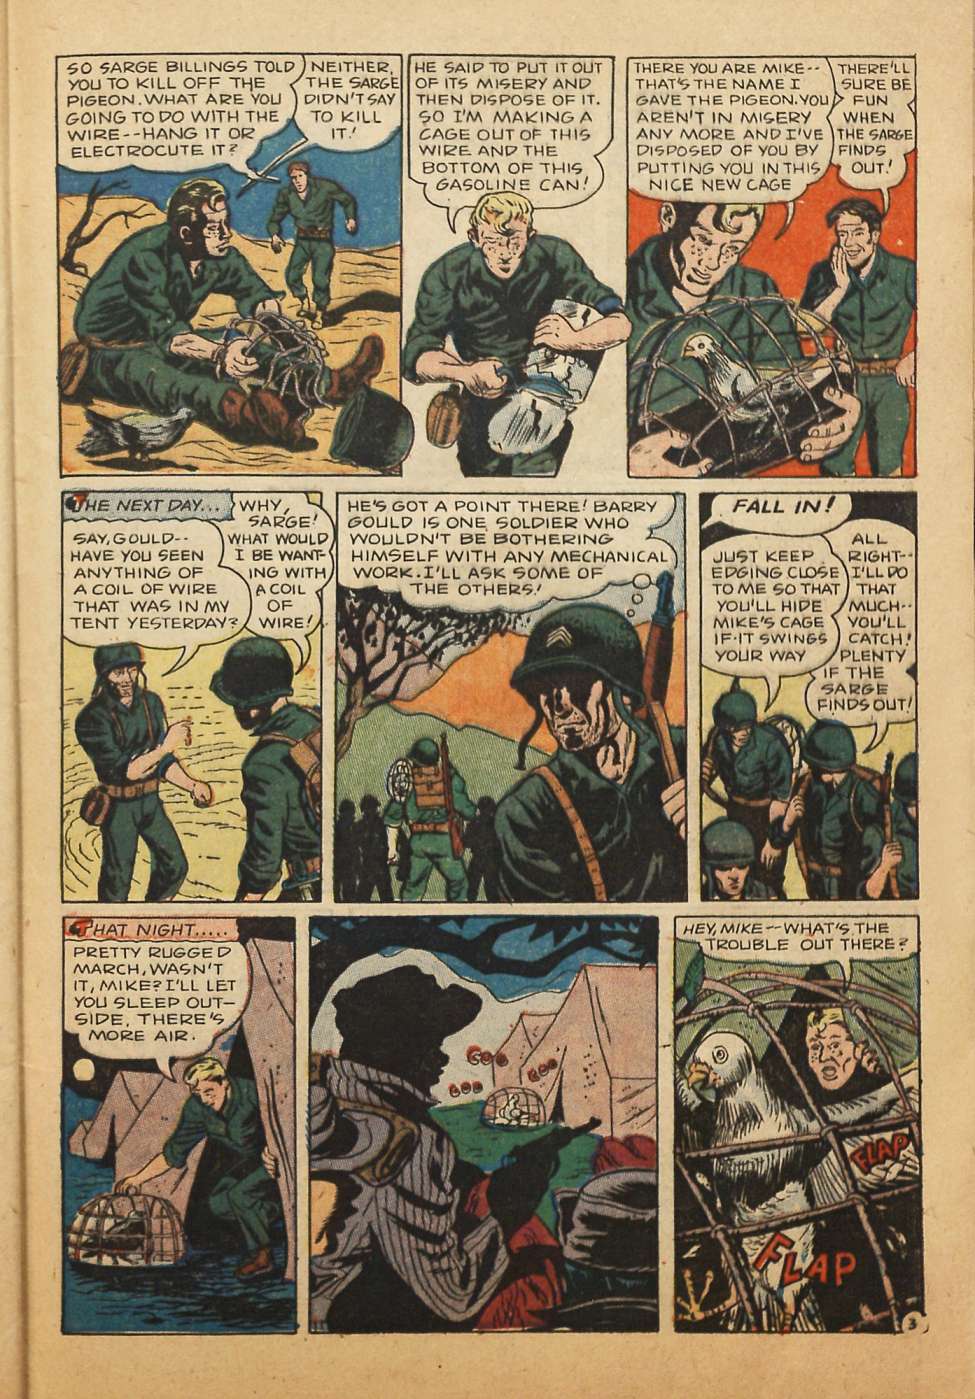 SO SARGE BILLINGS TOLD
YOU TO KILL OFF THE
PIGEON. WHAT ARE YOU
GOING TO DO WITH THE
WIRE--HANG IT OR
ELECTROCUTE IT?
NEITHER,
THE SARGE
DIDN'T SAY
TO KILL
IT!
HE SAID TO PUT IT OUT
OF ITS MISERY AND
THEN DISPOSE OF IT.
SO I'M MAKING A
CAGE OUT OF THIS
WIRE AND THE
BOTTOM OF THIS
GASOLINE CAN!
THERE YOU ARE MIKE--
THAT'S THE NAME I
GAVE THE PIGEON. YOU
AREN'T IN MISERY
ANY MORE AND I'VE
DISPOSED OF YOU BY
PUTTING YOU IN THIS
NICE NEW CAGE
THERE'LL
SURE BE
FUN
WHEN
THE SARGE
FINDS
OUT!
THE NEXT DAY...
SAY, GOULD--
HAVE YOU SEEN
ANYTHING OF
A COIL OF WIRE
THAT WAS IN MY
TENT YESTERDAY?
WHY,
SARGE!
WHAT WOULD
I BE WANT-
ING WITH
A COIL
OF
WIRE!
HE'S GOT A POINT THERE! BARRY
GOULD IS ONE SOLDIER WHO
WOULDN'T BE BOTHERING
HIMSELF WITH ANY MECHANICAL
WORK. I'LL ASK SOME OF
THE OTHERS!
FALL IN!
JUST KEEP
EDGING CLOSE
TO ME SO THAT
YOU'LL HIDE
MIKE'S CAGE
IF IT SWINGS
YOUR WAY
ALL
RIGHT--
I'LL DO
THAT
MUCH--
YOU'LL
CATCH!
PLENTY
IF THE
SARGE
FINDS OUT!
THAT NIGHT.....
PRETTY RUGGED
MARCH, WASN'T
IT, MIKE? I'LL LET
YOU SLEEP OUT-
SIDE. THERE'S
MORE AIR.
COO
COO
COO
HEY, MIKE--WHAT'S THE
TROUBLE OUT THERE?
FLAP
FLAP
3